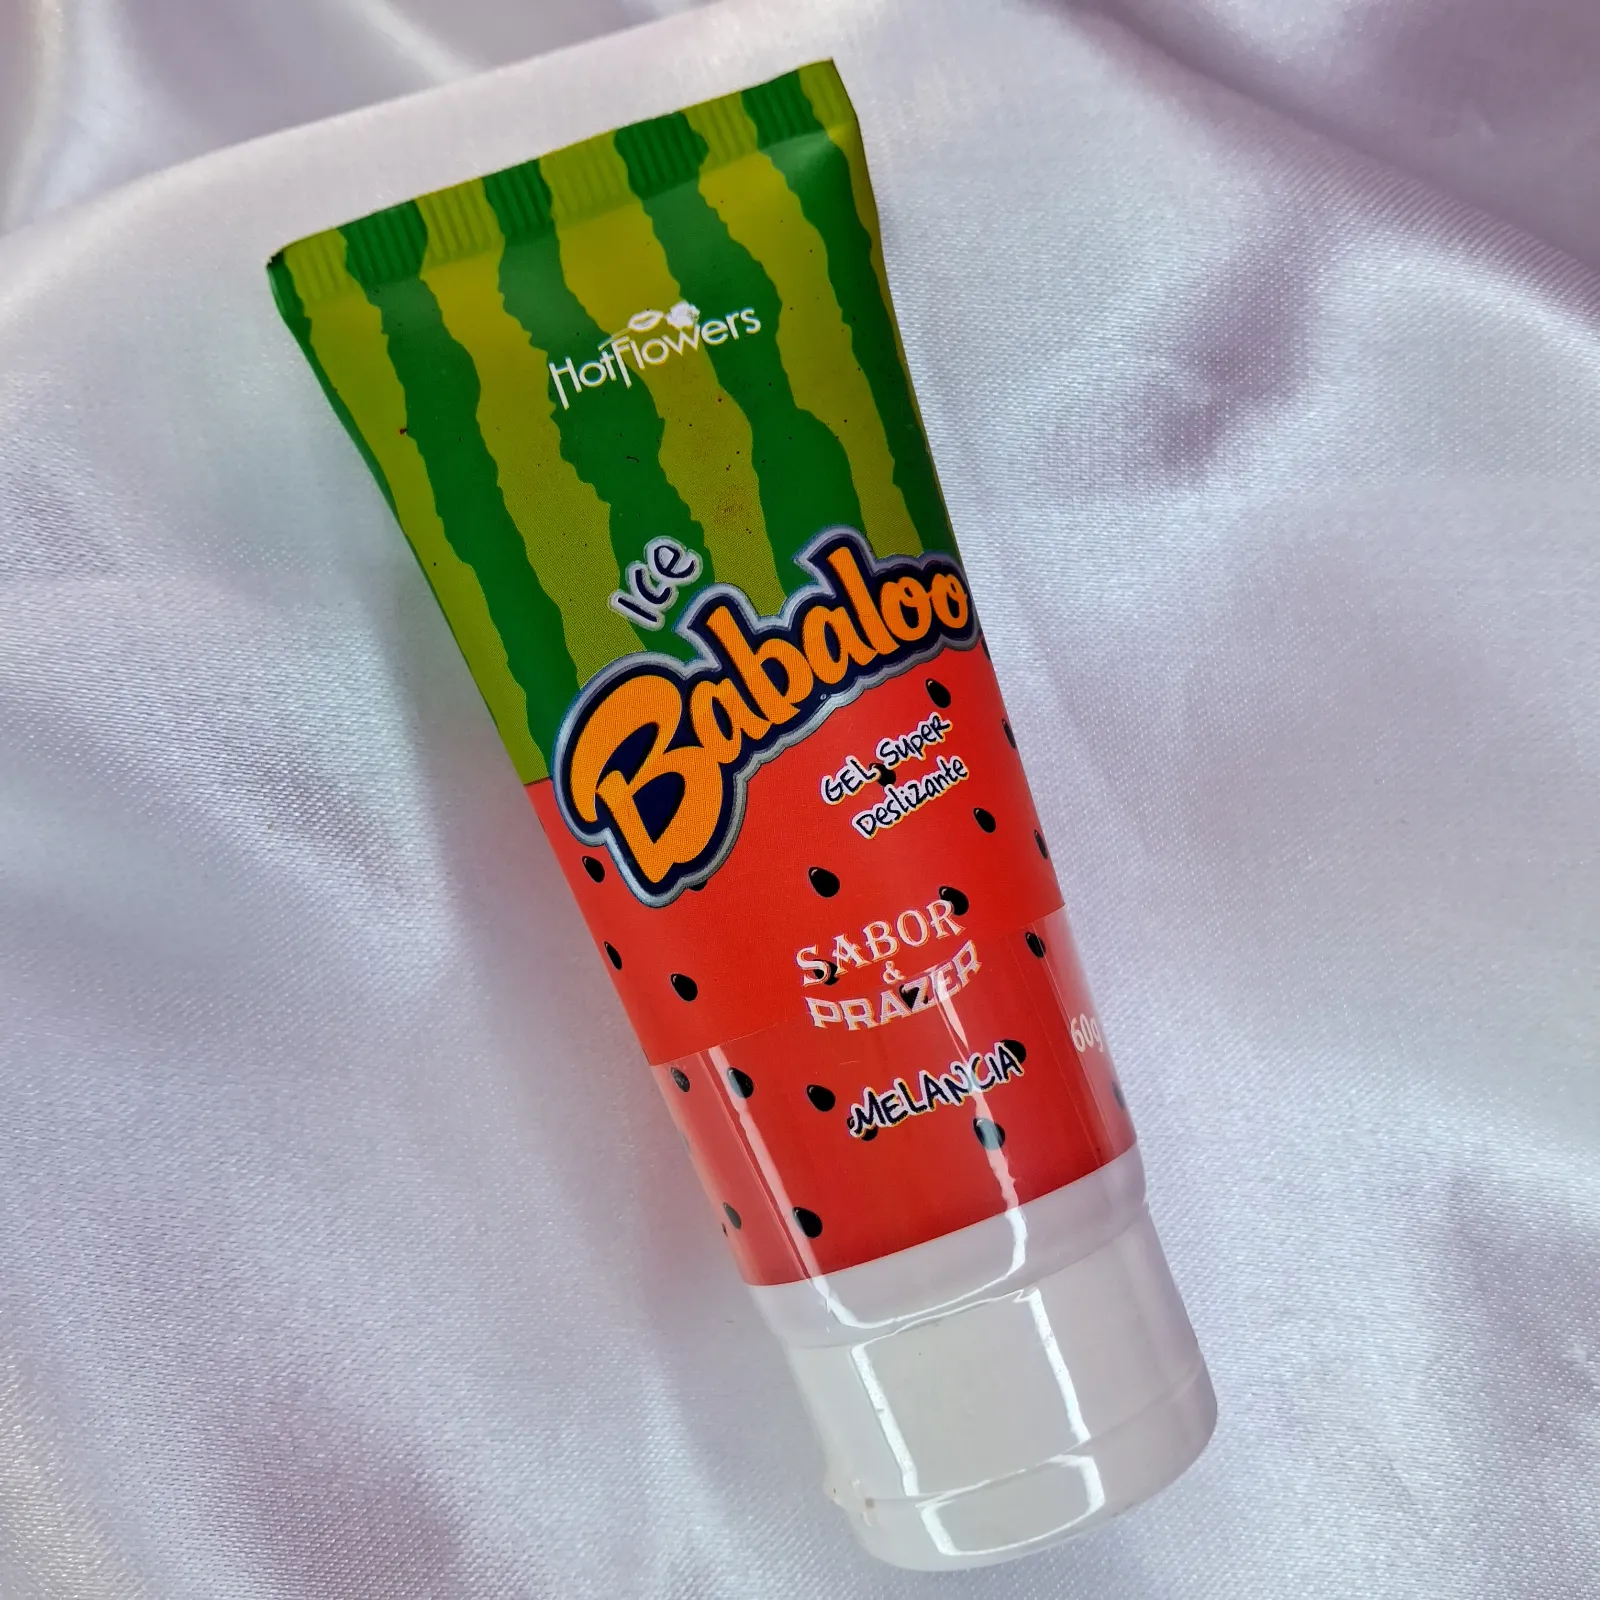 HotFlowers
Ice
Babaloo
Gel Super
Deslizante
SABOR
&
PRAZER
MELANCIA
60g